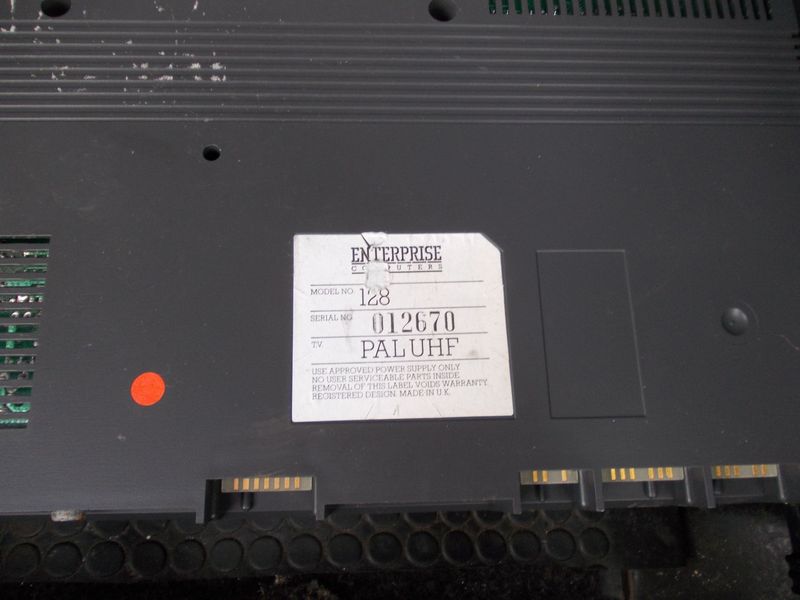 ENTERPRISE
COMPUTERS
MODEL NO. 128
SERIAL NO. 012670
T.V. PAL UHF
USE APPROVED POWER SUPPLY ONLY
NO USER SERVICEABLE PARTS INSIDE
REMOVAL OF THIS LABEL VOIDS WARRANTY.
REGISTERED DESIGN. MADE IN U.K.